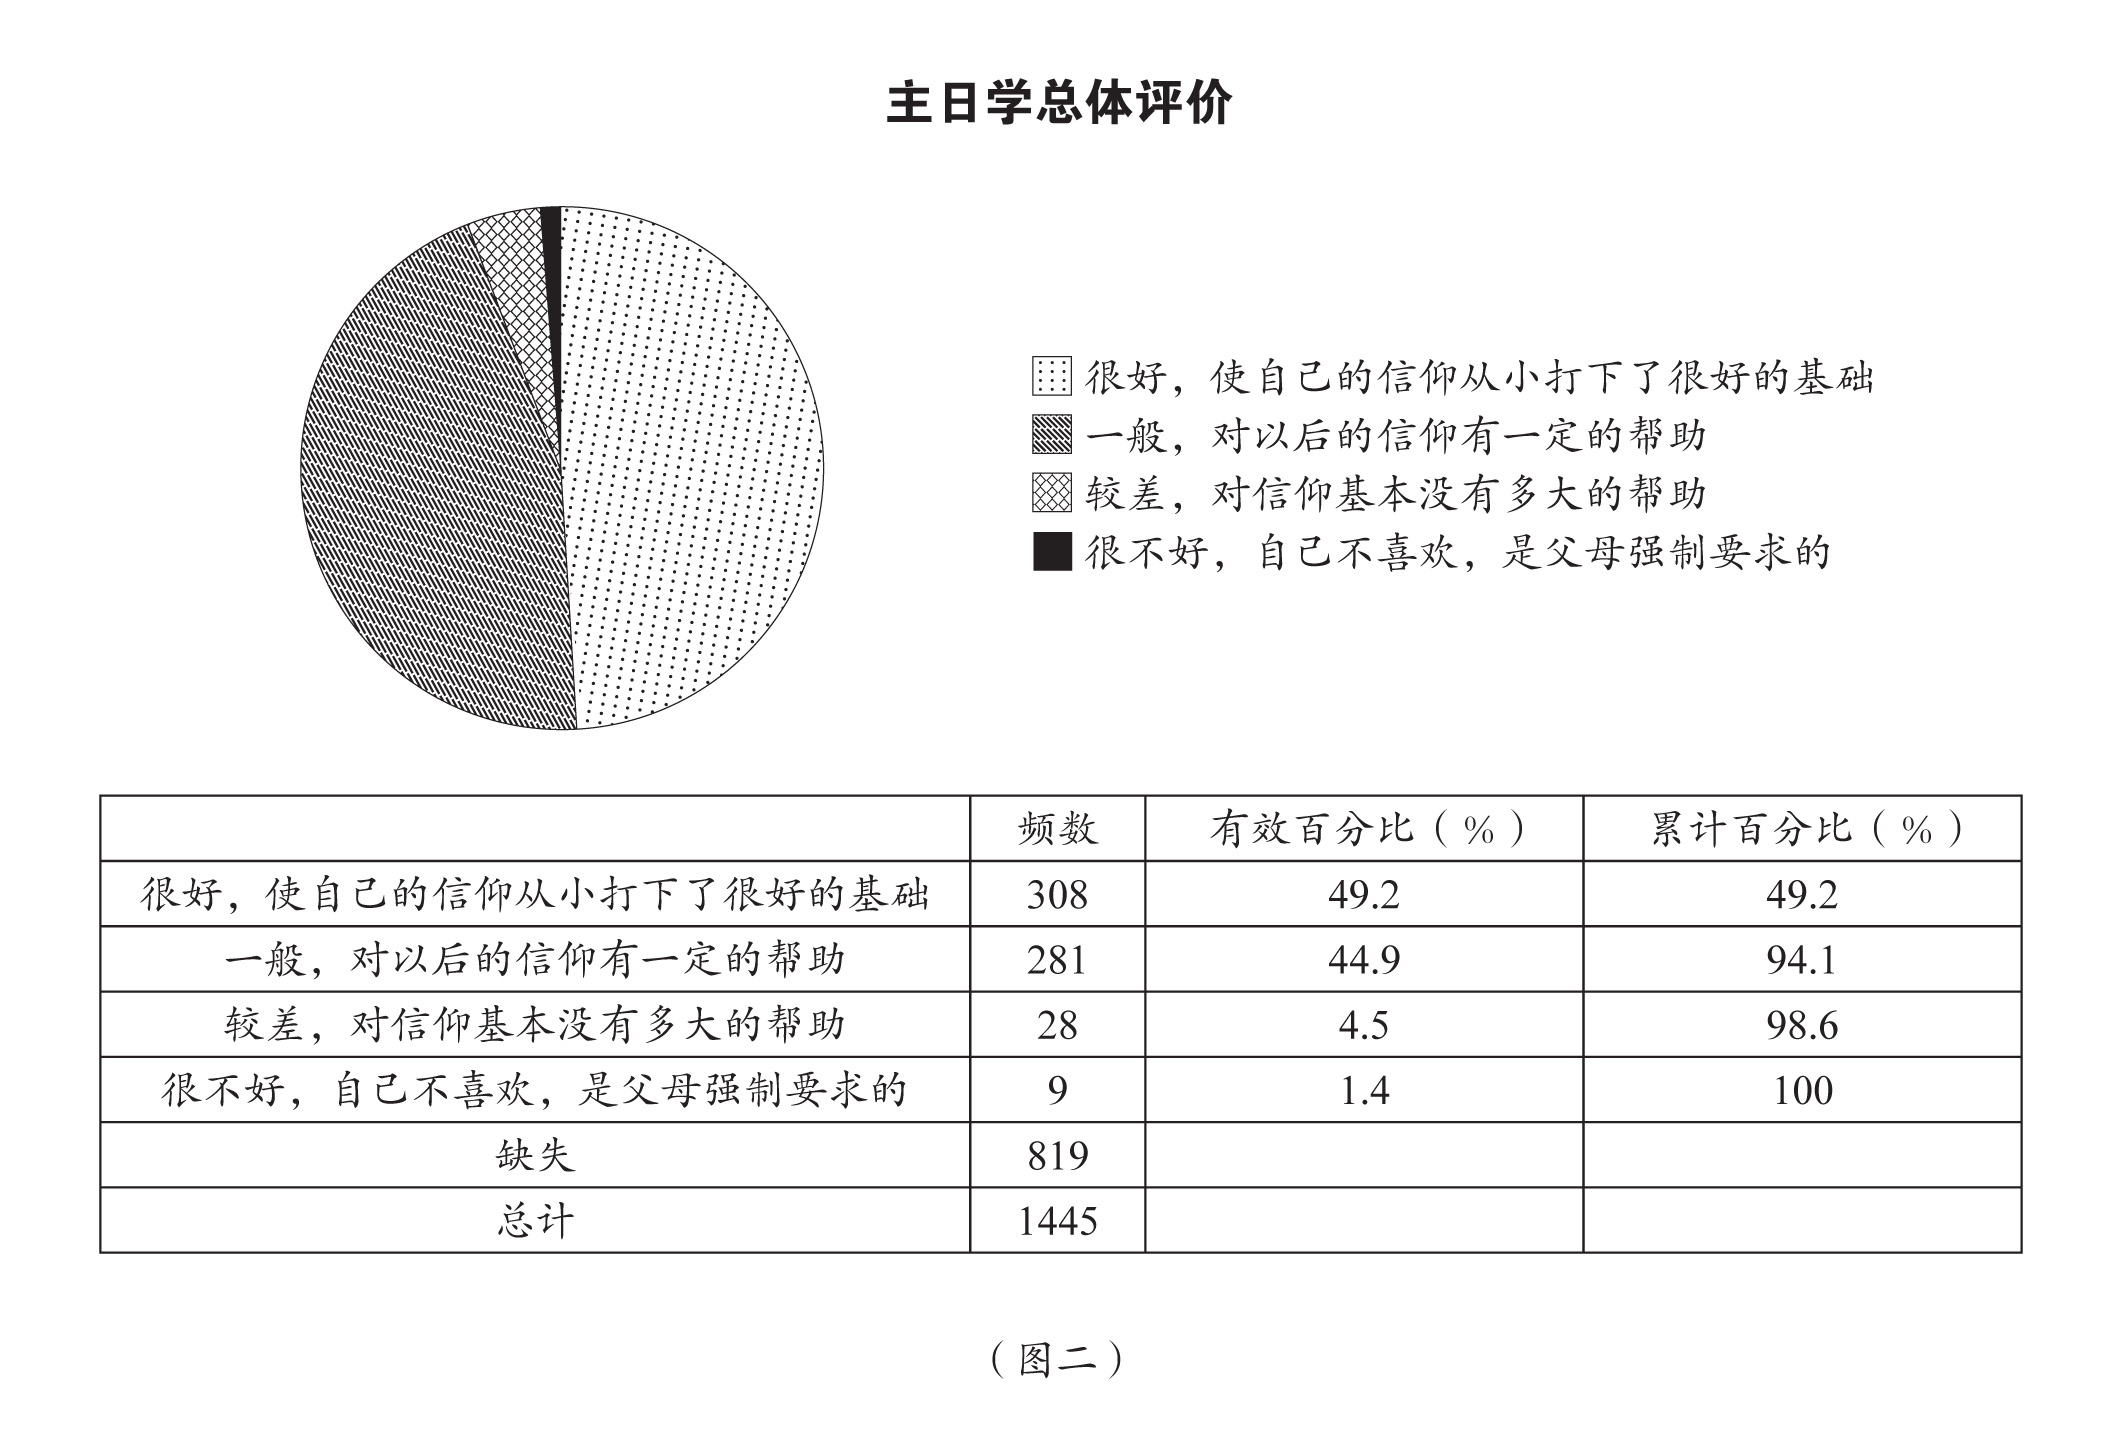 主日学总体评价
很好，使自己的信仰从小打下了很好的基础
一般，对以后的信仰有一定的帮助
较差，对信仰基本没有多大的帮助
很不好，自己不喜欢，是父母强制要求的
频数 有效百分比（%） 累计百分比（%）
很好，使自己的信仰从小打下了很好的基础 308 49.2 49.2
一般，对以后的信仰有一定的帮助 281 44.9 94.1
较差，对信仰基本没有多大的帮助 28 4.5 98.6
很不好，自己不喜欢，是父母强制要求的 9 1.4 100
缺失 819
总计 1445
（图二）